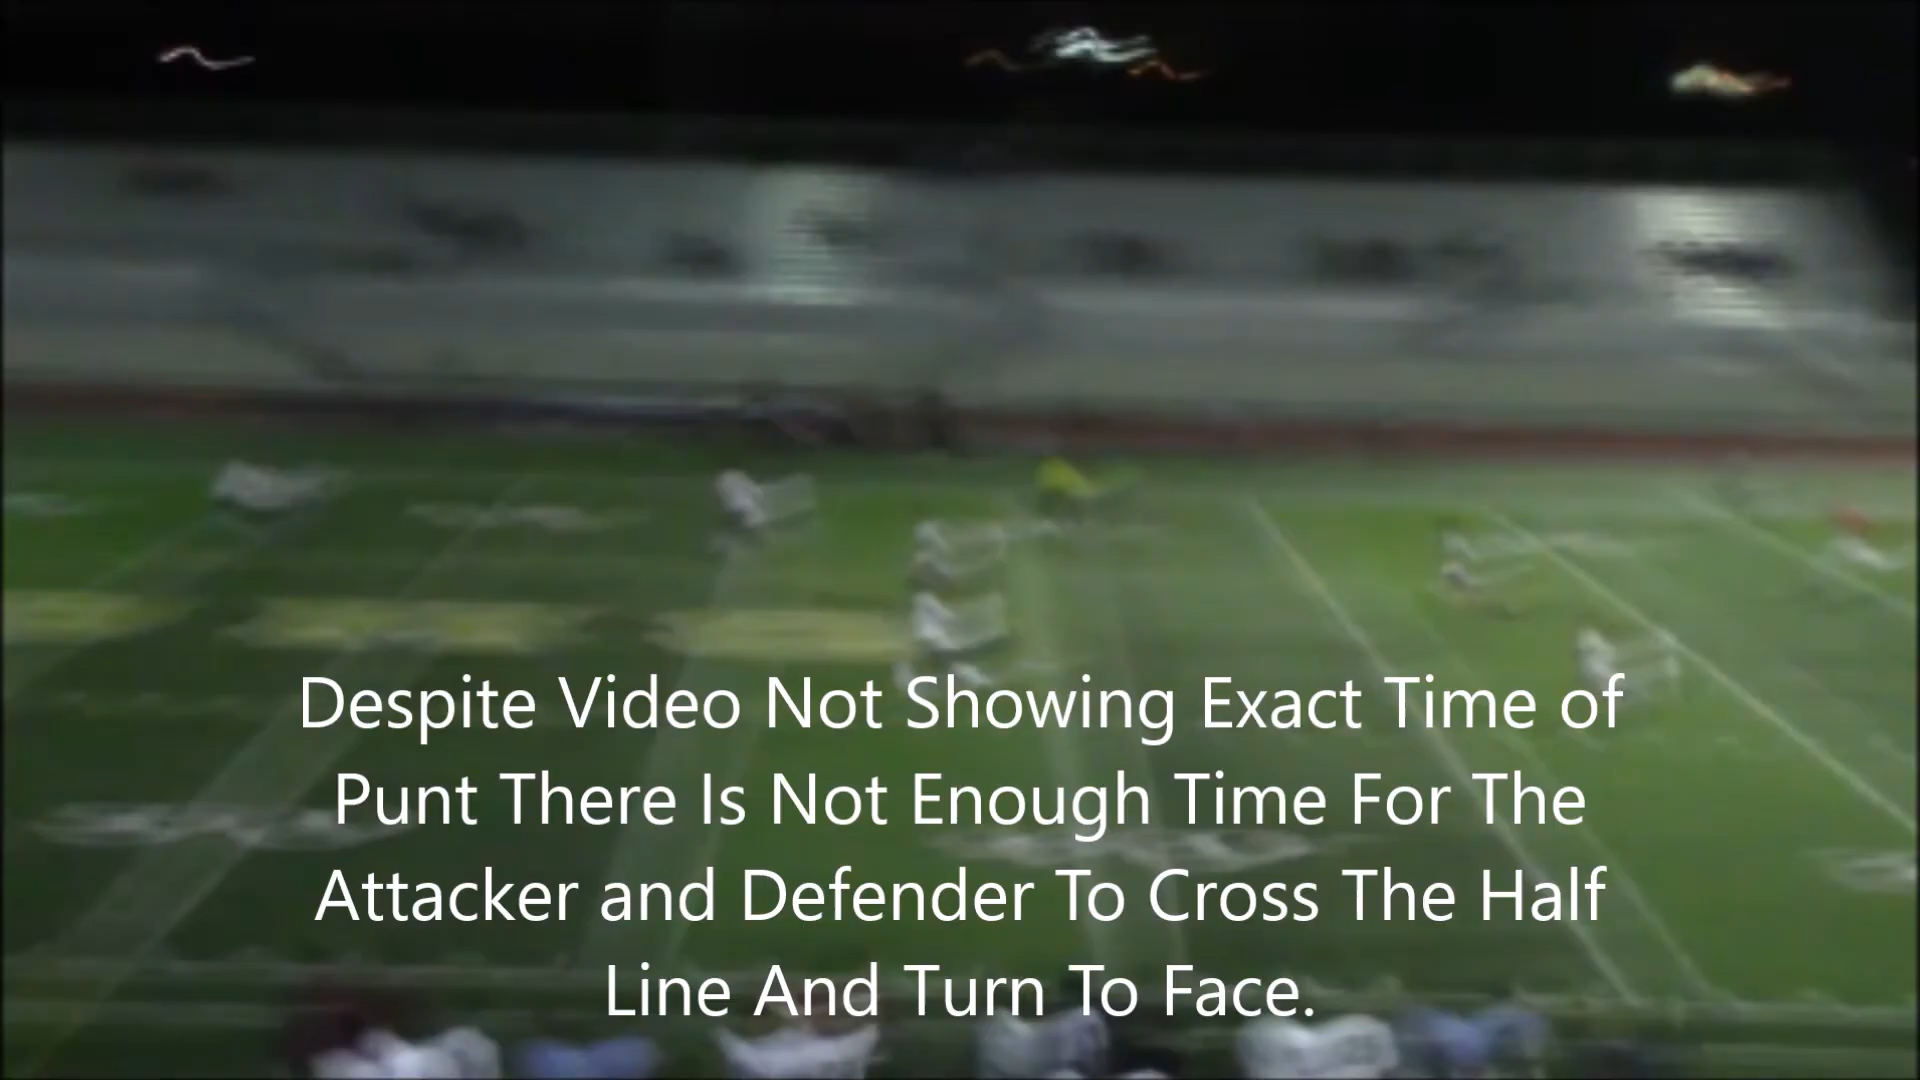 Despite Video Not Showing Exact Time of
Punt There Is Not Enough Time For The
Attacker and Defender To Cross The Half
Line And Turn To Face.